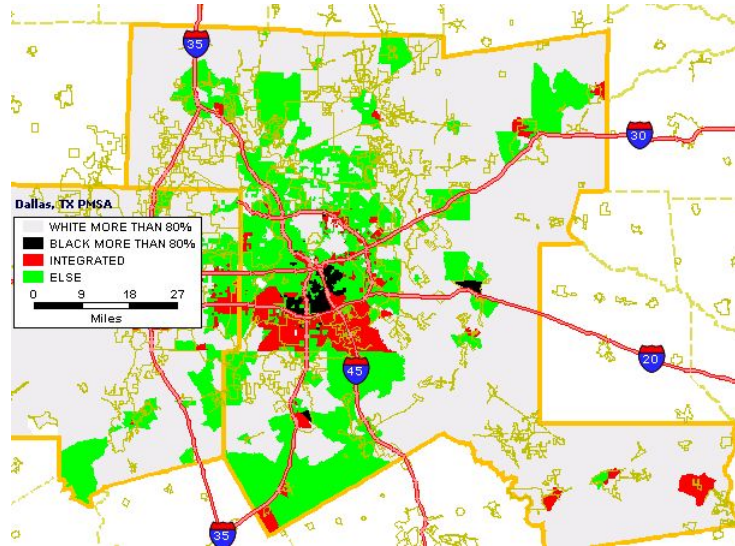 35
30
Dallas, TX PMSA
WHITE MORE THAN 80%
BLACK MORE THAN 80%
INTEGRATED
ELSE
0 9 18 27
Miles
20
45
35